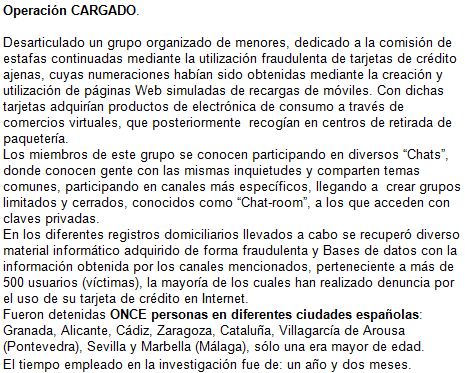 Operación CARGADO.
Desarticulado un grupo organizado de menores, dedicado a la comisión de
estafas continuadas mediante la utilización fraudulenta de tarjetas de crédito
ajenas, cuyas numeraciones habían sido obtenidas mediante la creación y
utilización de páginas Web simuladas de recargas de móviles. Con dichas
tarjetas adquirían productos de electrónica de consumo a través de
comercios virtuales, que posteriormente recogían en centros de retirada de
paquetería.
Los miembros de este grupo se conocen participando en diversos “Chats”,
donde conocen gente con las mismas inquietudes y comparten temas
comunes, participando en canales más específicos, llegando a crear grupos
limitados y cerrados, conocidos como “Chat-room”, a los que acceden con
claves privadas.
En los diferentes registros domiciliarios llevados a cabo se recuperó diverso
material informático adquirido de forma fraudulenta y Bases de datos con la
información obtenida por los canales mencionados, perteneciente a más de
500 usuarios (víctimas), la mayoría de los cuales han realizado denuncia por
el uso de su tarjeta de crédito en Internet.
Fueron detenidas ONCE personas en diferentes ciudades españolas:
Granada, Alicante, Cádiz, Zaragoza, Cataluña, Villagarcía de Arousa
(Pontevedra), Sevilla y Marbella (Málaga), sólo una era mayor de edad.
El tiempo empleado en la investigación fue de: un año y dos meses.